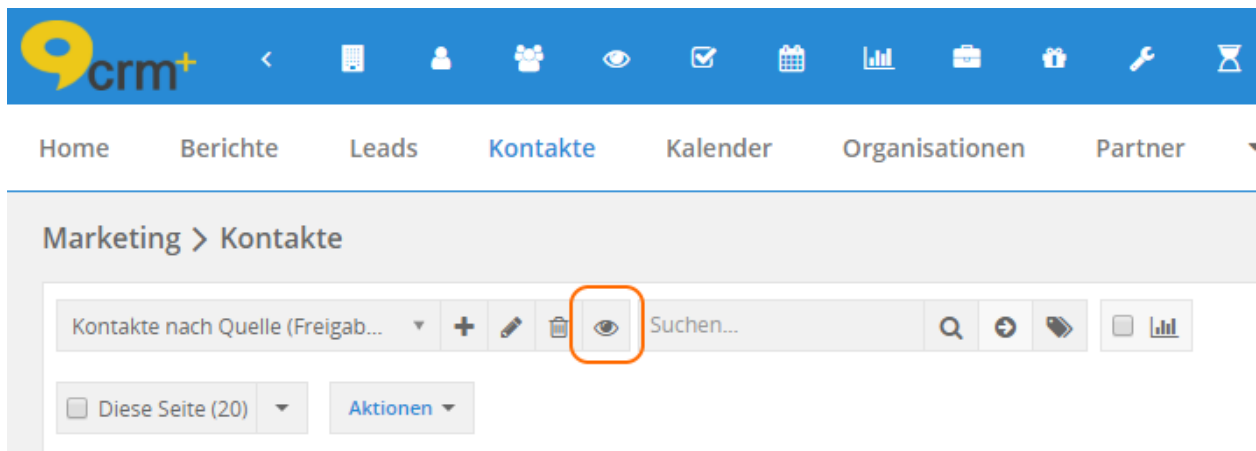 crm+
Home Berichte Leads Kontakte Kalender Organisationen Partner
Marketing > Kontakte
Kontakte nach Quelle (Freigab... Suchen...
Diese Seite (20) Aktionen